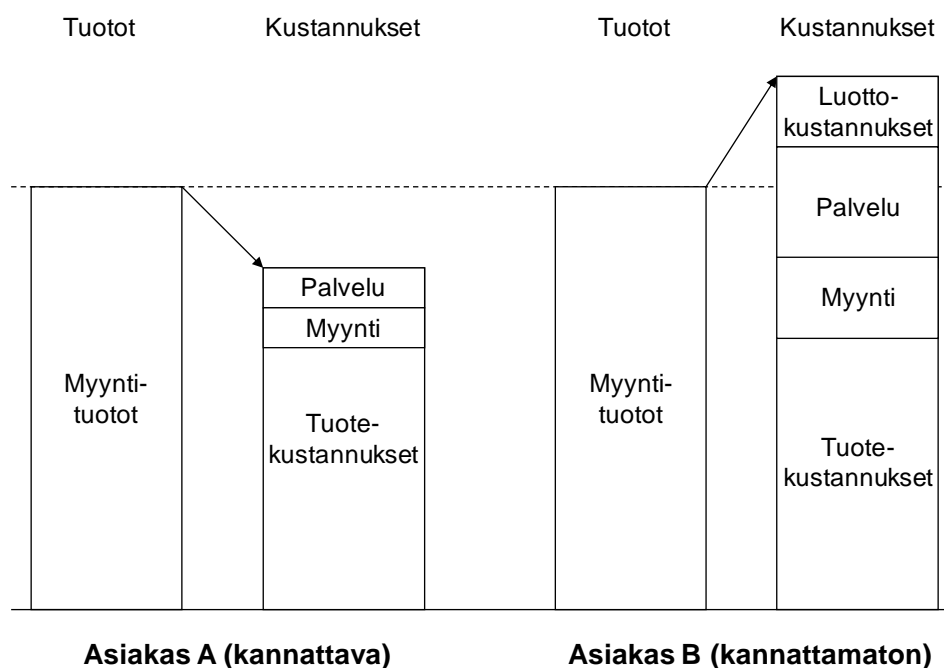 Tuotot
Kustannukset
Tuotot
Kustannukset
Myynti-
tuotot
Palvelu
Myynti
Tuote-
kustannukset
Myynti-
tuotot
Luotto-
kustannukset
Palvelu
Myynti
Tuote-
kustannukset
Asiakas A (kannattava)
Asiakas B (kannattamaton)